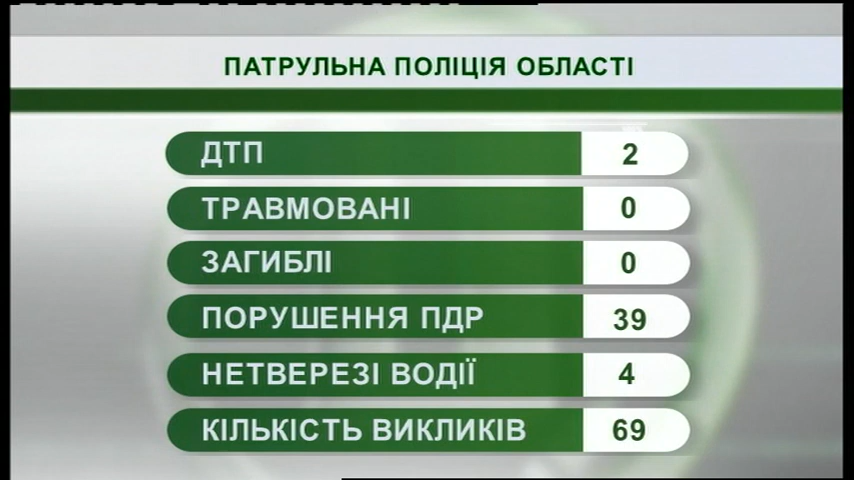 ПАТРУЛЬНА ПОЛІЦІЯ ОБЛАСТІ
ДТП 2
ТРАВМОВАНІ 0
ЗАГИБЛІ 0
ПОРУШЕННЯ ПДР 39
НЕТВЕРЕЗІ ВОДІЇ 4
КІЛЬКІСТЬ ВИКЛИКІВ 69